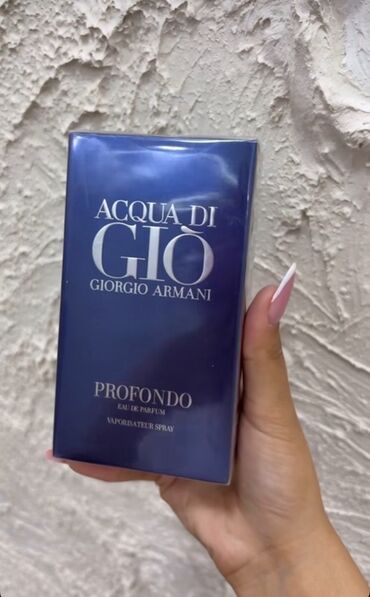 ACQUA DI
GIÒ
GIORGIO ARMANI
PROFONDO
EAU DE PARFUM
VAPORISATEUR SPRAY